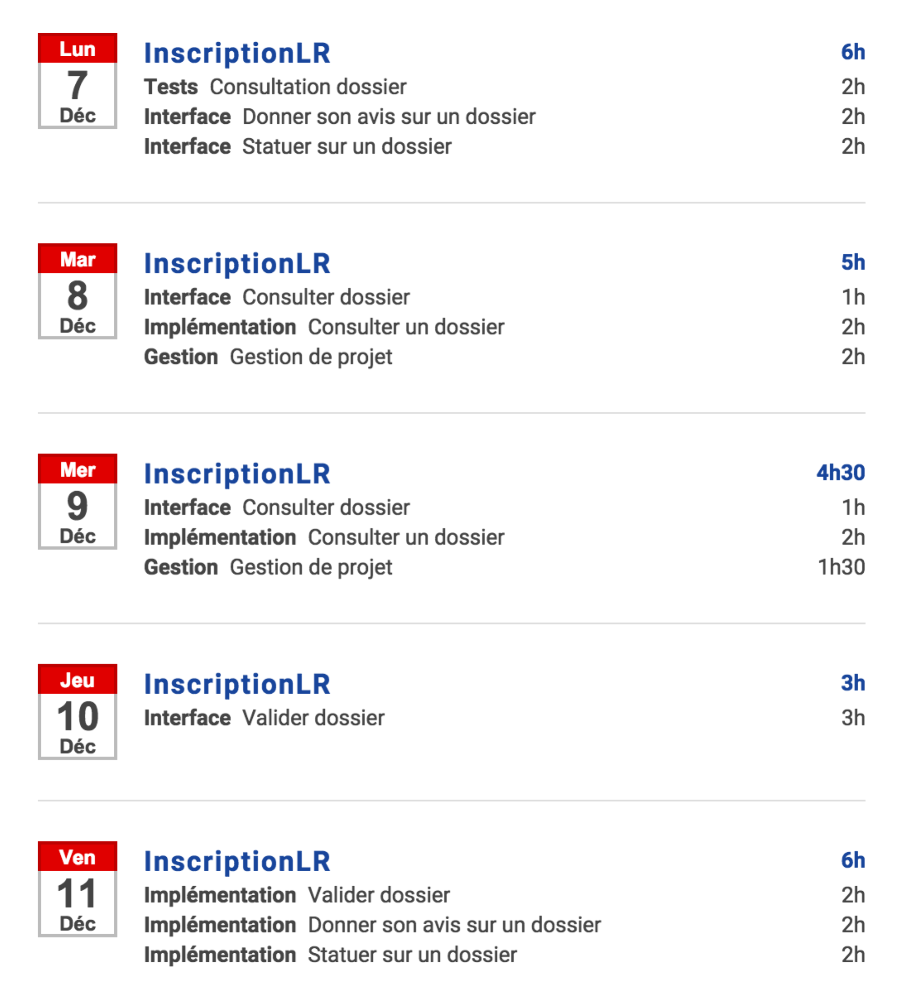 Lun
7
Déc
InscriptionLR 6h
Tests Consultation dossier 2h
Interface Donner son avis sur un dossier 2h
Interface Statuer sur un dossier 2h
Mar
8
Déc
InscriptionLR 5h
Interface Consulter dossier 1h
Implémentation Consulter un dossier 2h
Gestion Gestion de projet 2h
Mer
9
Déc
InscriptionLR 4h30
Interface Consulter dossier 1h
Implémentation Consulter un dossier 2h
Gestion Gestion de projet 1h30
Jeu
10
Déc
InscriptionLR 3h
Interface Valider dossier 3h
Ven
11
Déc
InscriptionLR 6h
Implémentation Valider dossier 2h
Implémentation Donner son avis sur un dossier 2h
Implémentation Statuer sur un dossier 2h